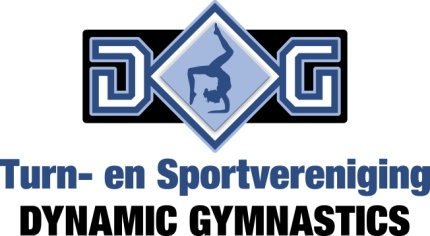 DG
Turn- en Sportvereniging
DYNAMIC GYMNASTICS